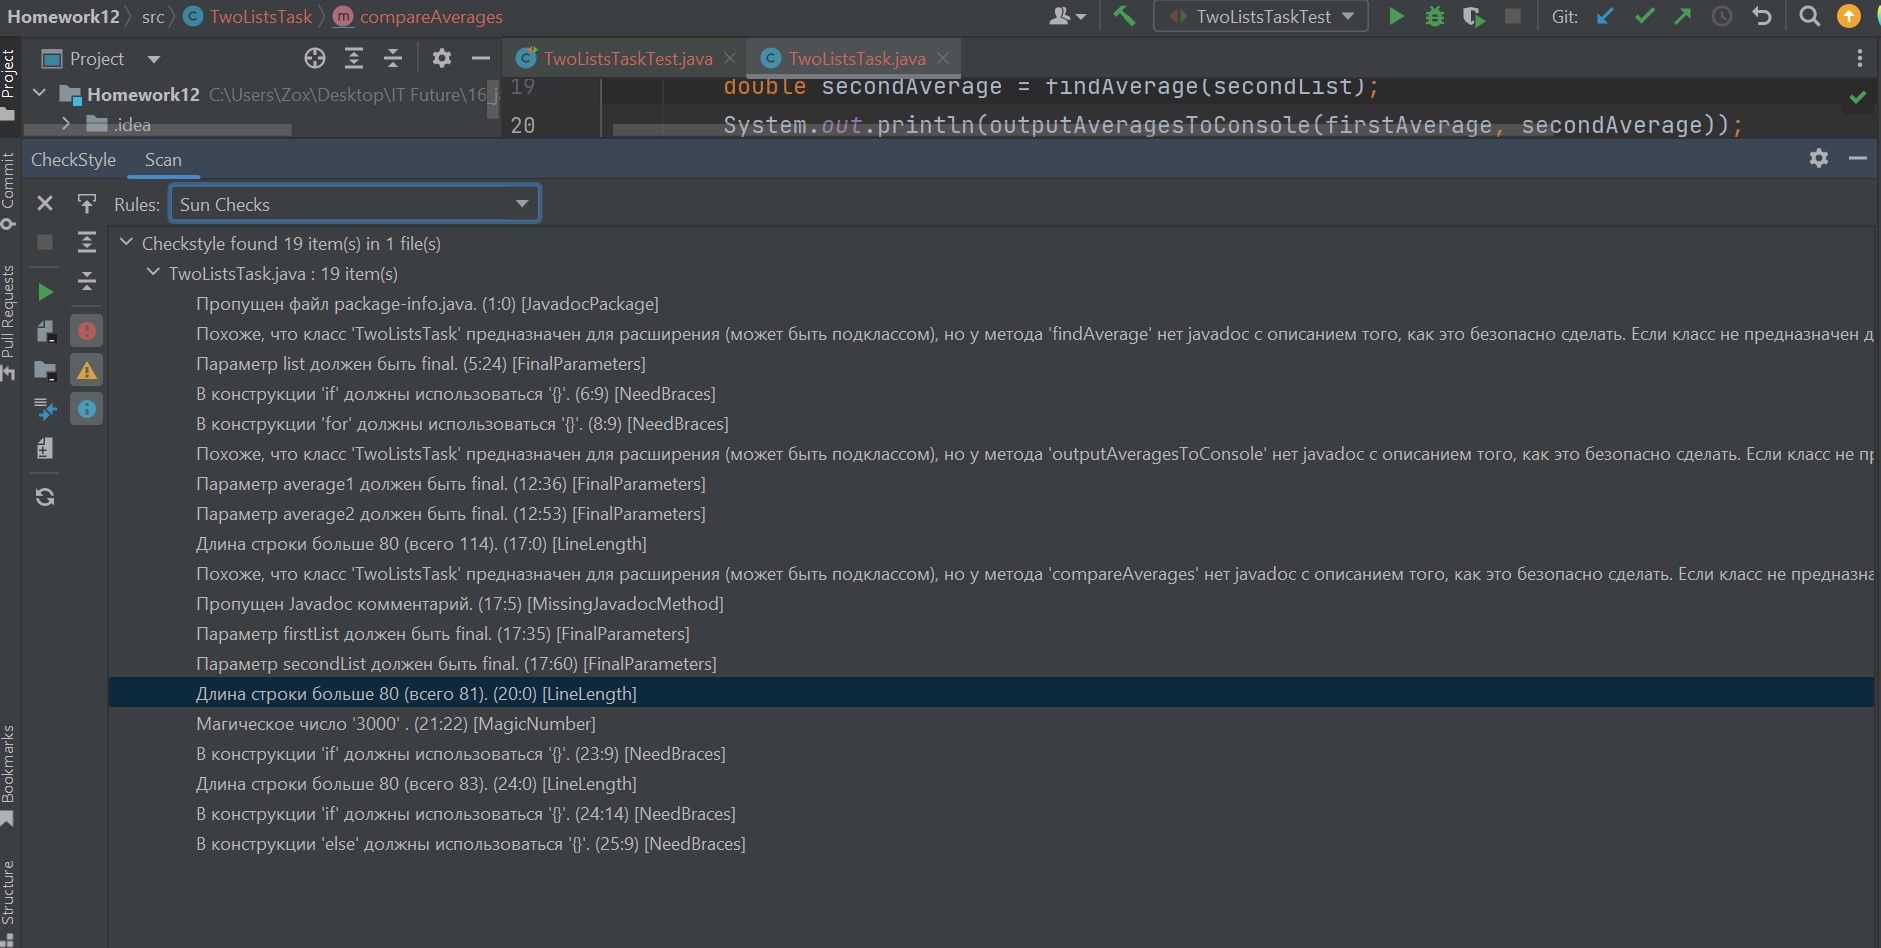 Homework12 src TwoListsTask compareAverages TwoListsTaskTest Git:
Project TwoListsTaskTest.java TwoListsTask.java
Homework12 C:\Users\Zox\Desktop\IT Future\16_j
.idea
19 double secondAverage = findAverage(secondList);
20 System.out.println(outputAveragesToConsole(firstAverage, secondAverage));
CheckStyle Scan
Rules: Sun Checks
Checkstyle found 19 item(s) in 1 file(s)
TwoListsTask.java : 19 item(s)
Пропущен файл package-info.java. (1:0) [JavadocPackage]
Похоже, что класс 'TwoListsTask' предназначен для расширения (может быть подклассом), но у метода 'findAverage' нет javadoc с описанием того, как это безопасно сделать. Если класс не предназначен д
Параметр list должен быть final. (5:24) [FinalParameters]
В конструкции 'if' должны использоваться '{}'. (6:9) [NeedBraces]
В конструкции 'for' должны использоваться '{}'. (8:9) [NeedBraces]
Похоже, что класс 'TwoListsTask' предназначен для расширения (может быть подклассом), но у метода 'outputAveragesToConsole' нет javadoc с описанием того, как это безопасно сделать. Если класс не пр
Параметр average1 должен быть final. (12:36) [FinalParameters]
Параметр average2 должен быть final. (12:53) [FinalParameters]
Длина строки больше 80 (всего 114). (17:0) [LineLength]
Похоже, что класс 'TwoListsTask' предназначен для расширения (может быть подклассом), но у метода 'compareAverages' нет javadoc с описанием того, как это безопасно сделать. Если класс не предназна
Пропущен Javadoc комментарий. (17:5) [MissingJavadocMethod]
Параметр firstList должен быть final. (17:35) [FinalParameters]
Параметр secondList должен быть final. (17:60) [FinalParameters]
Длина строки больше 80 (всего 81). (20:0) [LineLength]
Магическое число '3000' . (21:22) [MagicNumber]
В конструкции 'if' должны использоваться '{}'. (23:9) [NeedBraces]
Длина строки больше 80 (всего 83). (24:0) [LineLength]
В конструкции 'if' должны использоваться '{}'. (24:14) [NeedBraces]
В конструкции 'else' должны использоваться '{}'. (25:9) [NeedBraces]
Project
Commit
Pull Requests
Bookmarks
Structure